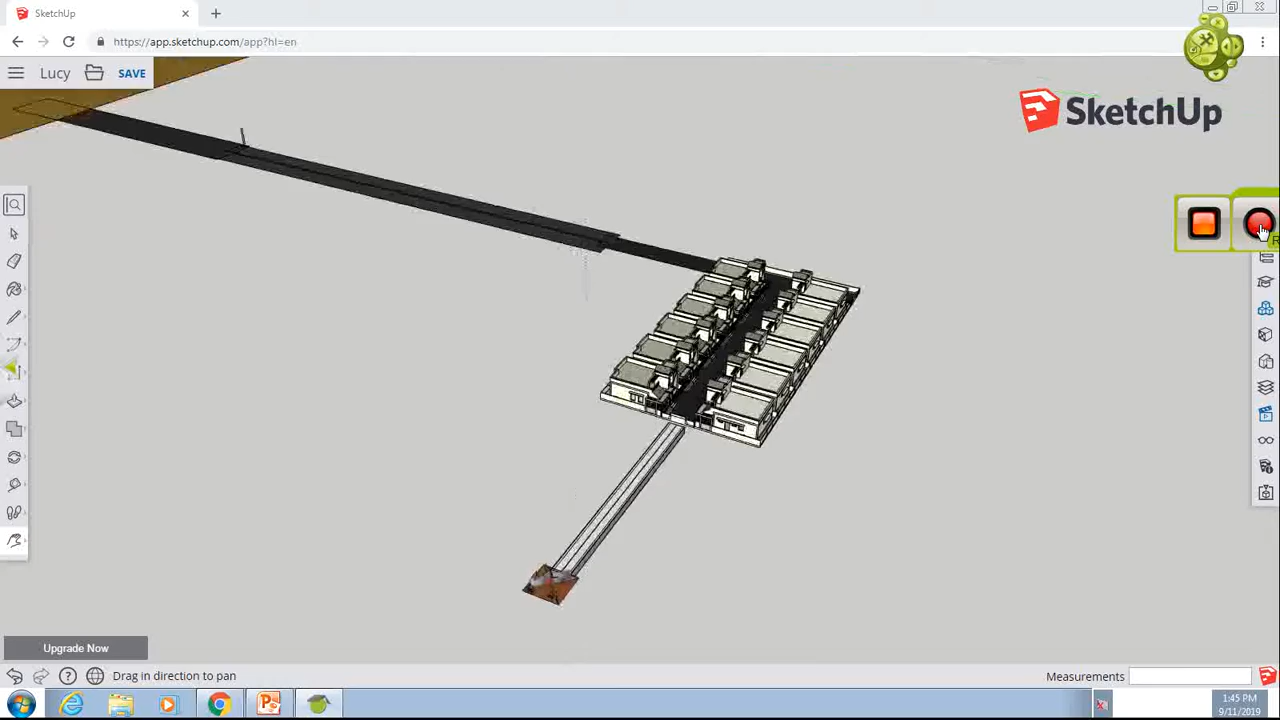 SketchUp
https://app.sketchup.com/app?hl=en
Lucy
SAVE
SketchUp
R
Upgrade Now
Drag in direction to pan
Measurements
1:45 PM
9/11/2019